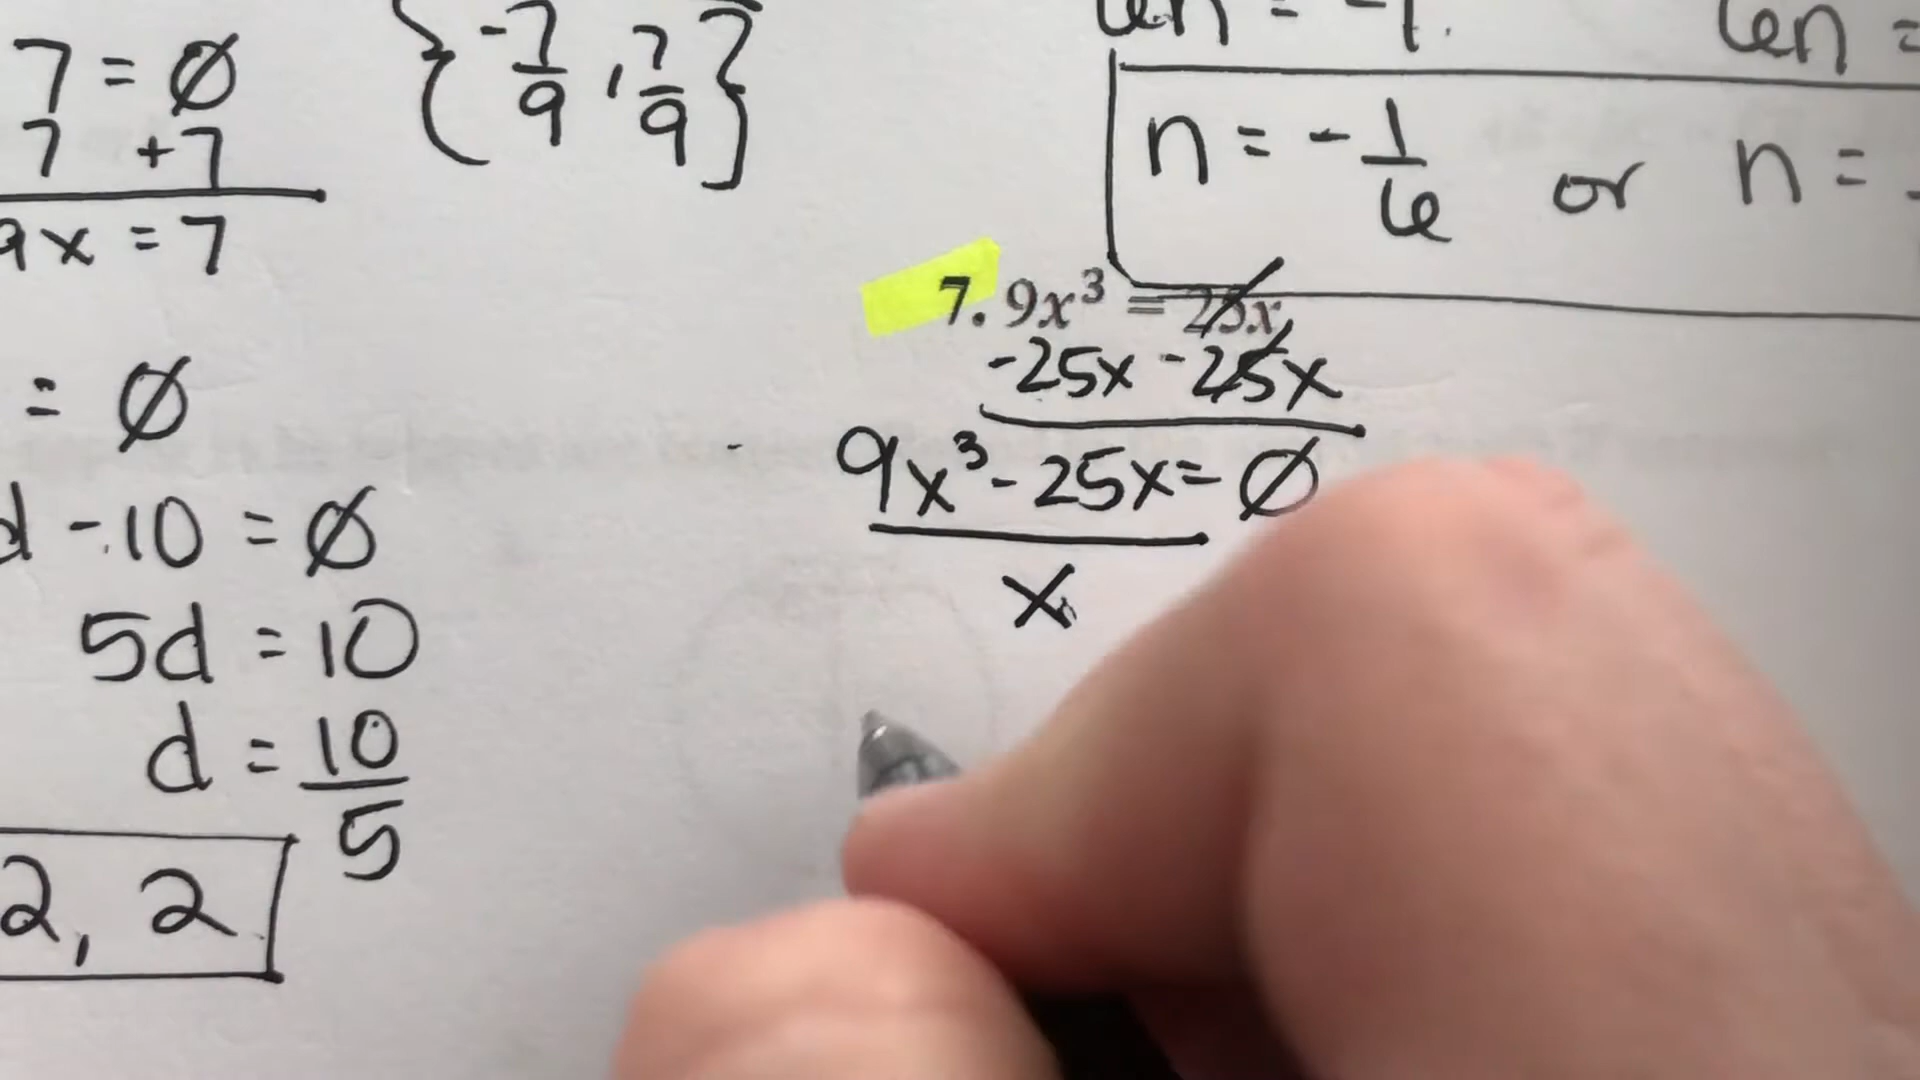 7 = Ø
7 +7
9x = 7
{-7/9, 7/9}
n = -1/6 or n =
= Ø
d - 10 = Ø
5d = 10
d = 10/5
2, 2
7. 9x³ = 25x
-25x -25x
9x³ - 25x = Ø
x